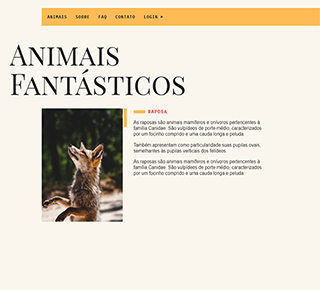 ANIMAIS SOBRE FAQ CONTATO LOGIN
ANIMAIS
FANTÁSTICOS
RAPOSA
As raposas são animais mamíferos e onívoros pertencentes à
família Canidae. São vulpídeos de porte médio, caracterizados
por um focinho comprido e uma cauda longa e peluda.
Também apresentam como particularidade suas pupilas ovais,
semelhantes às pupilas verticais dos felídeos.
As raposas são animais mamíferos e onívoros pertencentes à
família Canidae. São vulpídeos de porte médio, caracterizados
por um focinho comprido e uma cauda longa e peluda.